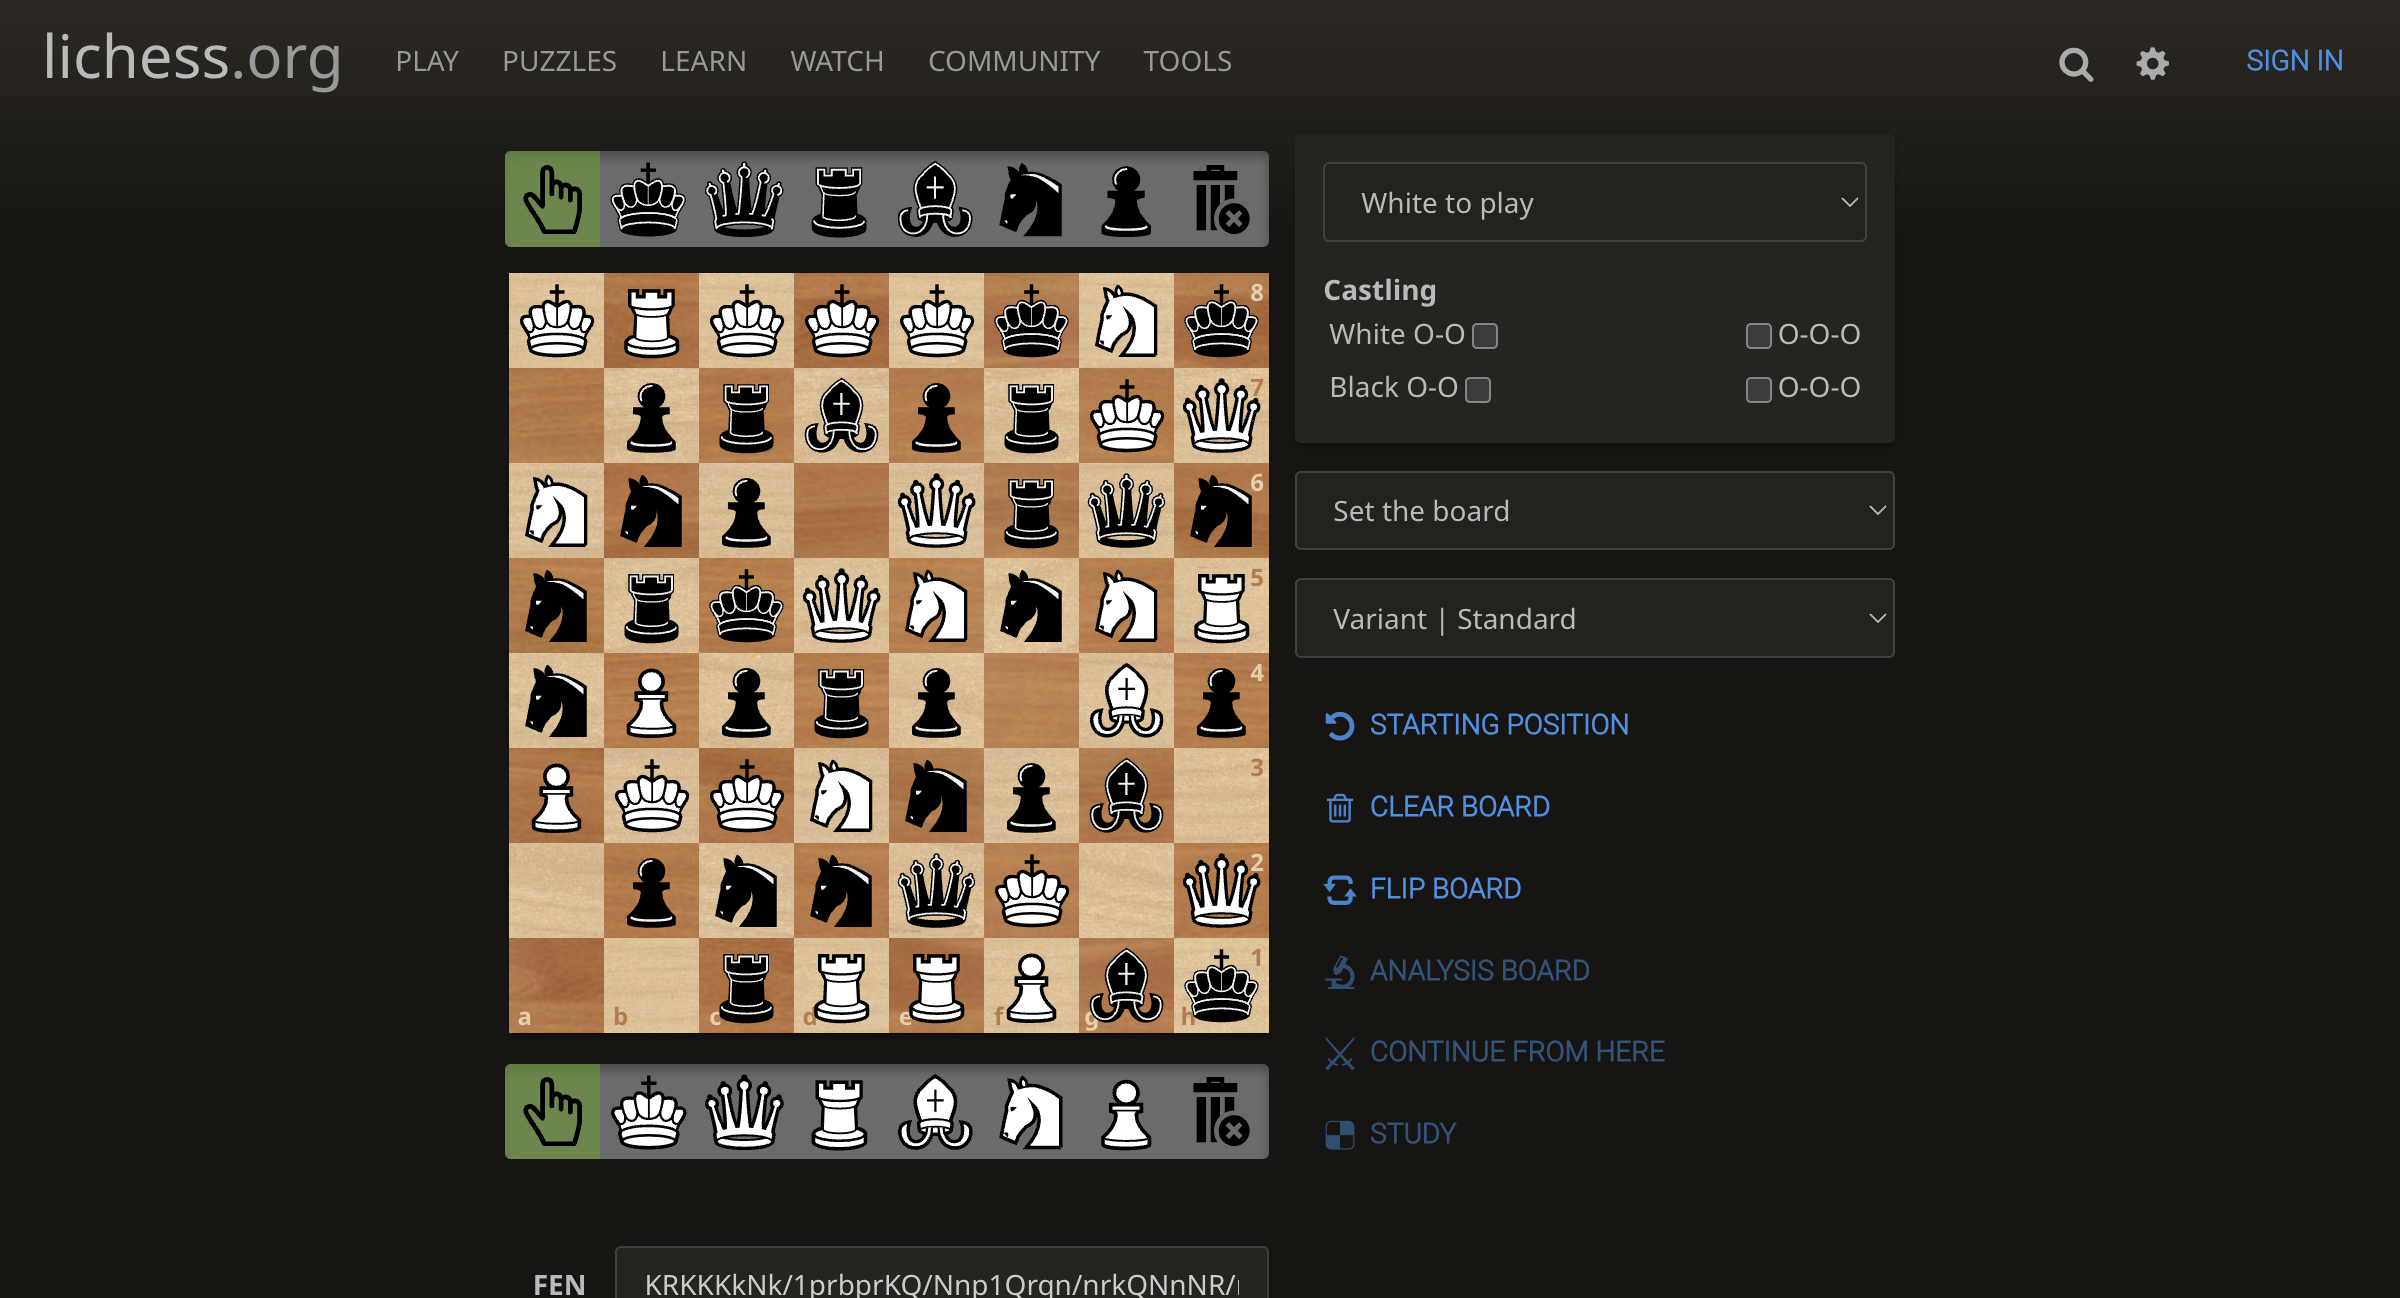 lichess.org PLAY PUZZLES LEARN WATCH COMMUNITY TOOLS SIGN IN
White to play
Castling
White O-O O-O-O
Black O-O O-O-O
Set the board
Variant | Standard
STARTING POSITION
CLEAR BOARD
FLIP BOARD
ANALYSIS BOARD
CONTINUE FROM HERE
STUDY
8
7
6
5
4
3
2
1
a b c d e f g h
FEN KRKKKkNk/1prbprKQ/Nnp1Qrqn/nrkQNnNR/